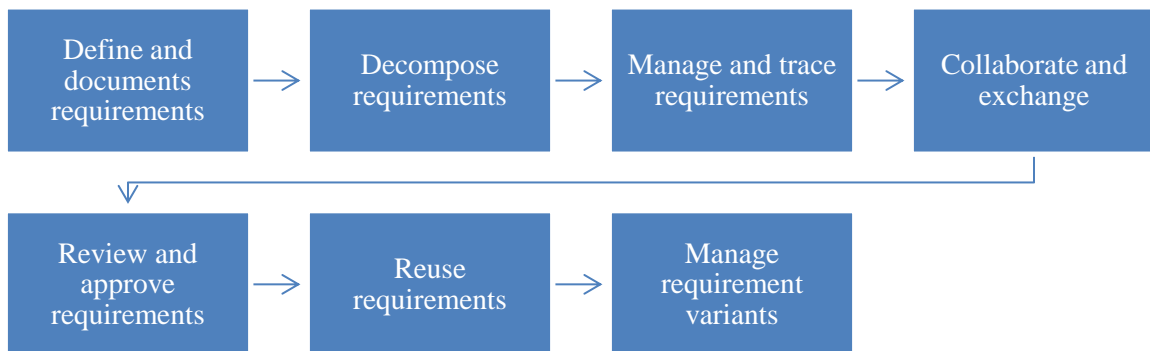 Define and
documents
requirements
Decompose
requirements
Manage and trace
requirements
Collaborate and
exchange
Review and
approve
requirements
Reuse
requirements
Manage
requirement
variants